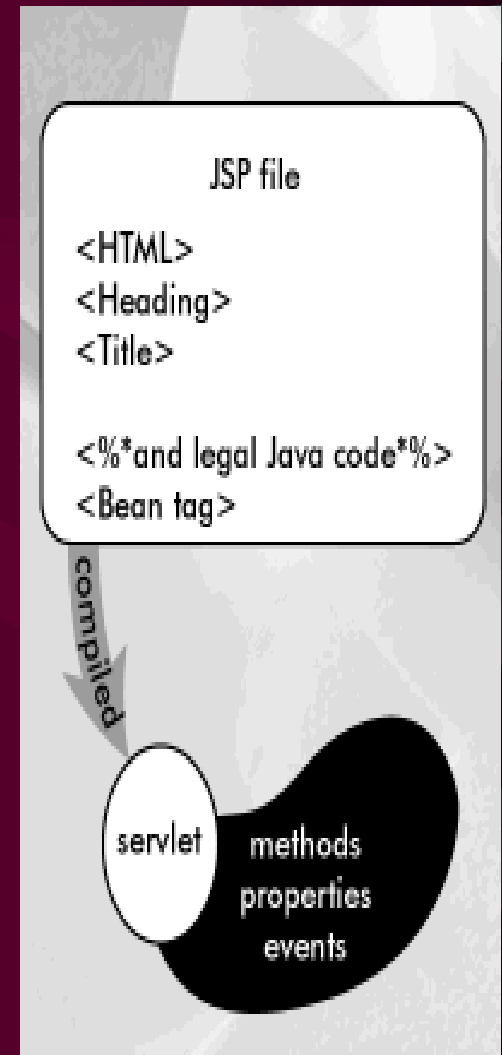 JSP file
<HTML>
<Heading>
<Title>
<%*and legal Java code*%>
<Bean tag>
compiled
servlet
methods
properties
events